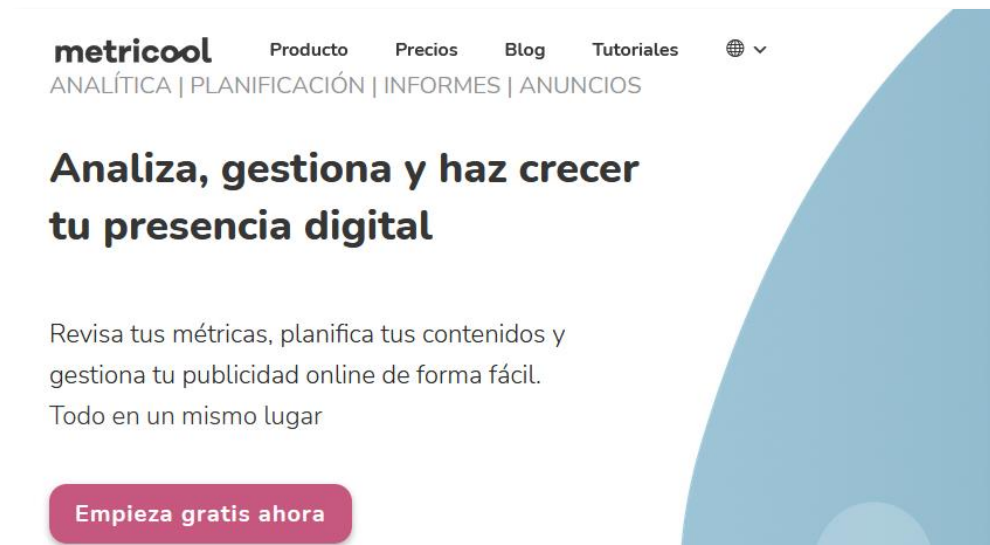 metricool Producto Precios Blog Tutoriales
ANALÍTICA | PLANIFICACIÓN | INFORMES | ANUNCIOS
Analiza, gestiona y haz crecer
tu presencia digital
Revisa tus métricas, planifica tus contenidos y
gestiona tu publicidad online de forma fácil.
Todo en un mismo lugar
Empieza gratis ahora